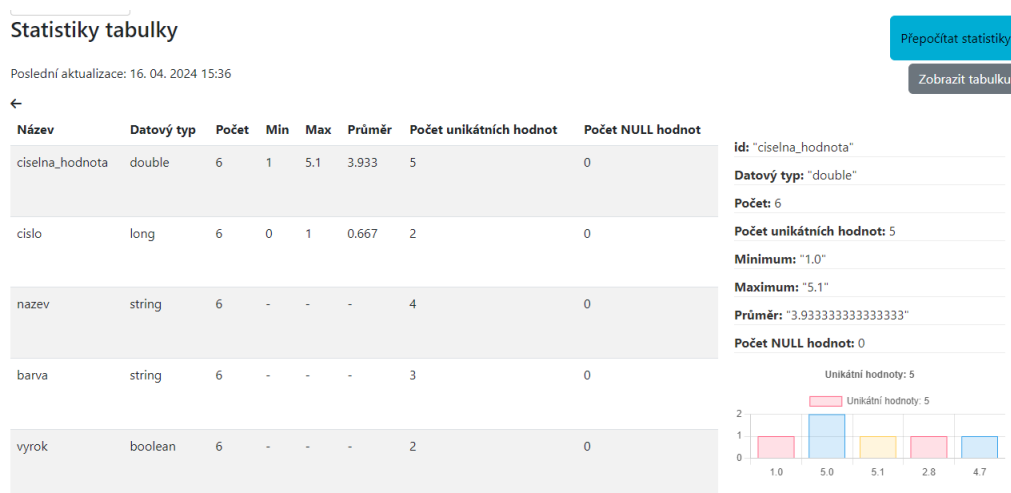 Statistiky tabulky
Přepočítat statistiky
Poslední aktualizace: 16. 04. 2024 15:36
Zobrazit tabulku
Název Datový typ Počet Min Max Průměr Počet unikátních hodnot Počet NULL hodnot
ciselna_hodnota double 6 1 5.1 3.933 5 0
cislo long 6 0 1 0.667 2 0
nazev string 6 - - - 4 0
barva string 6 - - - 3 0
vyrok boolean 6 - - - 2 0
id: "ciselna_hodnota"
Datový typ: "double"
Počet: 6
Počet unikátních hodnot: 5
Minimum: "1.0"
Maximum: "5.1"
Průměr: "3.933333333333333"
Počet NULL hodnot: 0
Unikátní hodnoty: 5
Unikátní hodnoty: 5
2
1
0
1.0 5.0 5.1 2.8 4.7